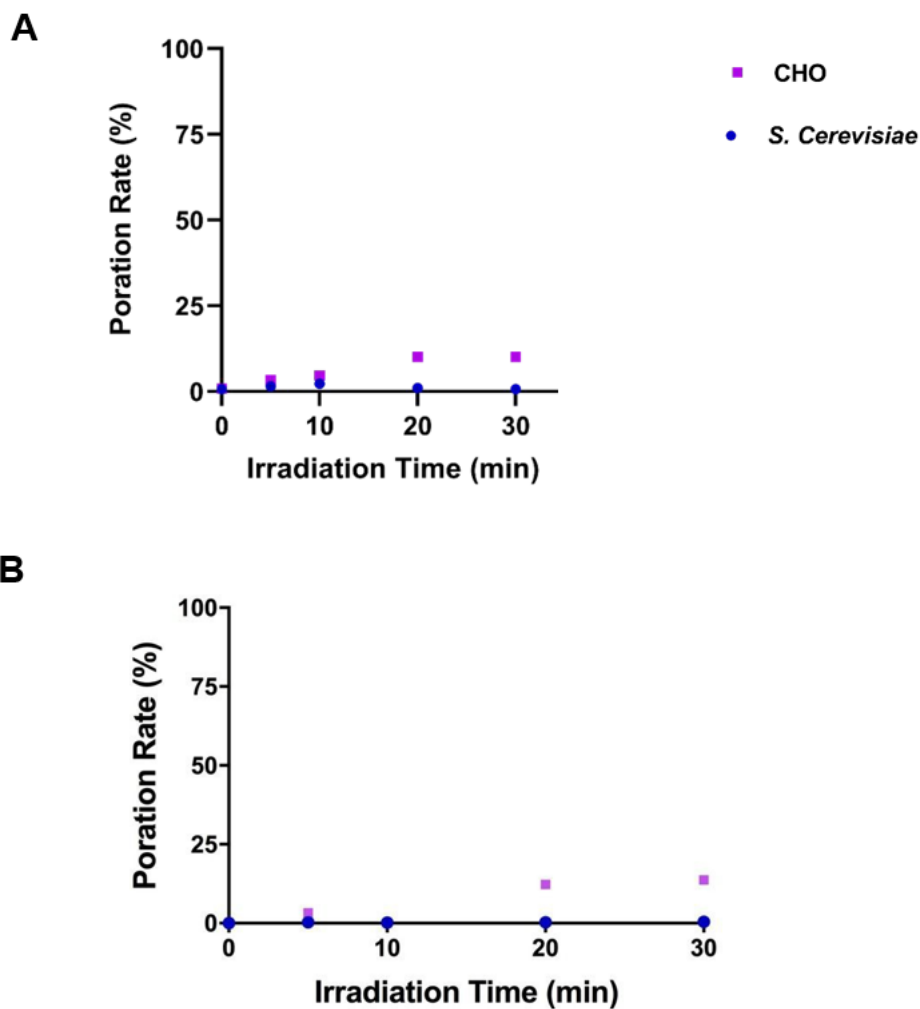 A
100
75
50
25
0
Poration Rate (%)
0 10 20 30
Irradiation Time (min)
CHO
S. Cerevisiae
B
100
75
50
25
0
Poration Rate (%)
0 10 20 30
Irradiation Time (min)